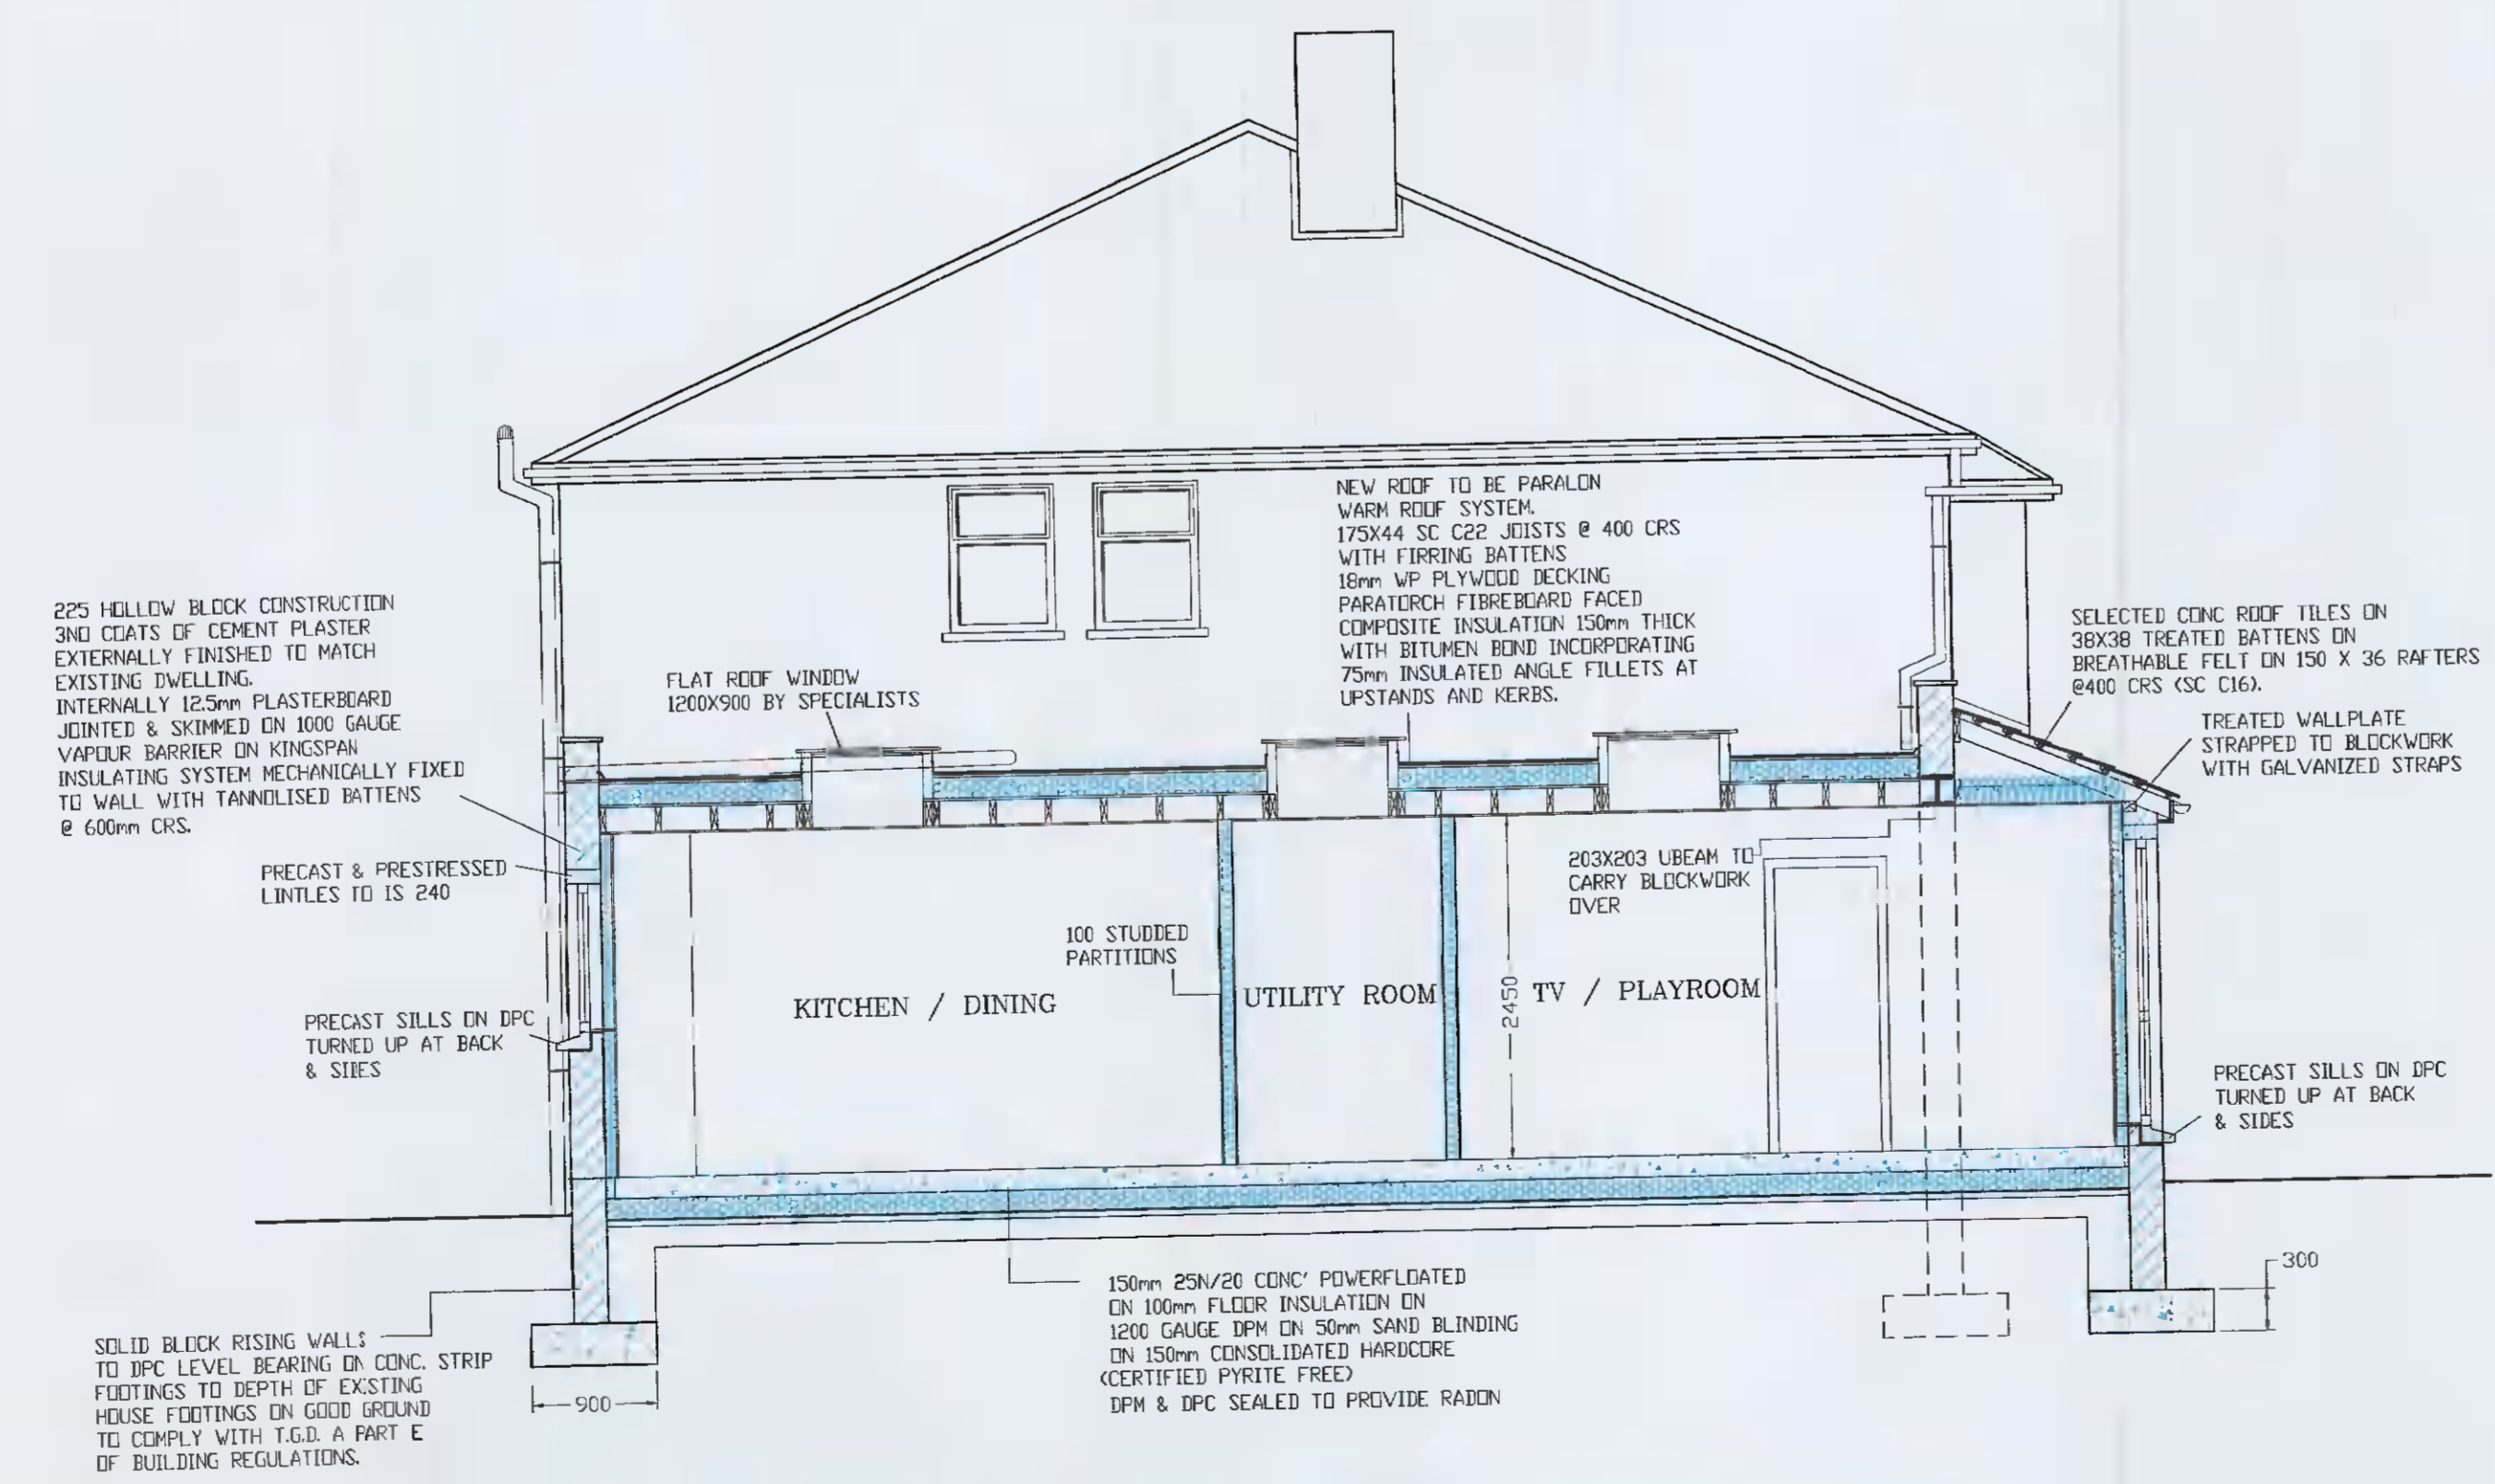 NEW ROOF TO BE PARALON
WARM ROOF SYSTEM.
175X44 SC C22 JOISTS @ 400 CRS
WITH FIRRING BATTENS
18mm WP PLYWOOD DECKING
PARATORCH FIBREBOARD FACED
COMPOSITE INSULATION 150mm THICK
WITH BITUMEN BOND INCORPORATING
75mm INSULATED ANGLE FILLETS AT
UPSTANDS AND KERBS.
225 HOLLOW BLOCK CONSTRUCTION
3NO COATS OF CEMENT PLASTER
EXTERNALLY FINISHED TO MATCH
EXISTING DWELLING.
INTERNALLY 12.5mm PLASTERBOARD
JOINTED & SKIMMED ON 1000 GAUGE
VAPOUR BARRIER ON KINGSPAN
INSULATING SYSTEM MECHANICALLY FIXED
TO WALL WITH TANNOLISED BATTENS
@ 600mm CRS.
FLAT ROOF WINDOW
1200X900 BY SPECIALISTS
SELECTED CONC ROOF TILES ON
38X38 TREATED BATTENS ON
BREATHABLE FELT ON 150 X 36 RAFTERS
@400 CRS (SC C16).
TREATED WALLPLATE
STRAPPED TO BLOCKWORK
WITH GALVANIZED STRAPS
PRECAST & PRESTRESSED
LINTLES TO IS 240
203X203 UBEAM TO
CARRY BLOCKWORK
OVER
100 STUDDED
PARTITIONS
KITCHEN / DINING
UTILITY ROOM
2450
TV / PLAYROOM
PRECAST SILLS ON DPC
TURNED UP AT BACK
& SIDES
PRECAST SILLS ON DPC
TURNED UP AT BACK
& SIDES
300
150mm 25N/20 CONC' POWERFLOATED
ON 100mm FLOOR INSULATION ON
1200 GAUGE DPM ON 50mm SAND BLINDING
ON 150mm CONSOLIDATED HARDCORE
(CERTIFIED PYRITE FREE)
DPM & DPC SEALED TO PROVIDE RADON
SOLID BLOCK RISING WALLS
TO DPC LEVEL BEARING ON CONC. STRIP
FOOTINGS TO DEPTH OF EXISTING
HOUSE FOOTINGS ON GOOD GROUND
TO COMPLY WITH T.G.D. A PART E
OF BUILDING REGULATIONS.
900